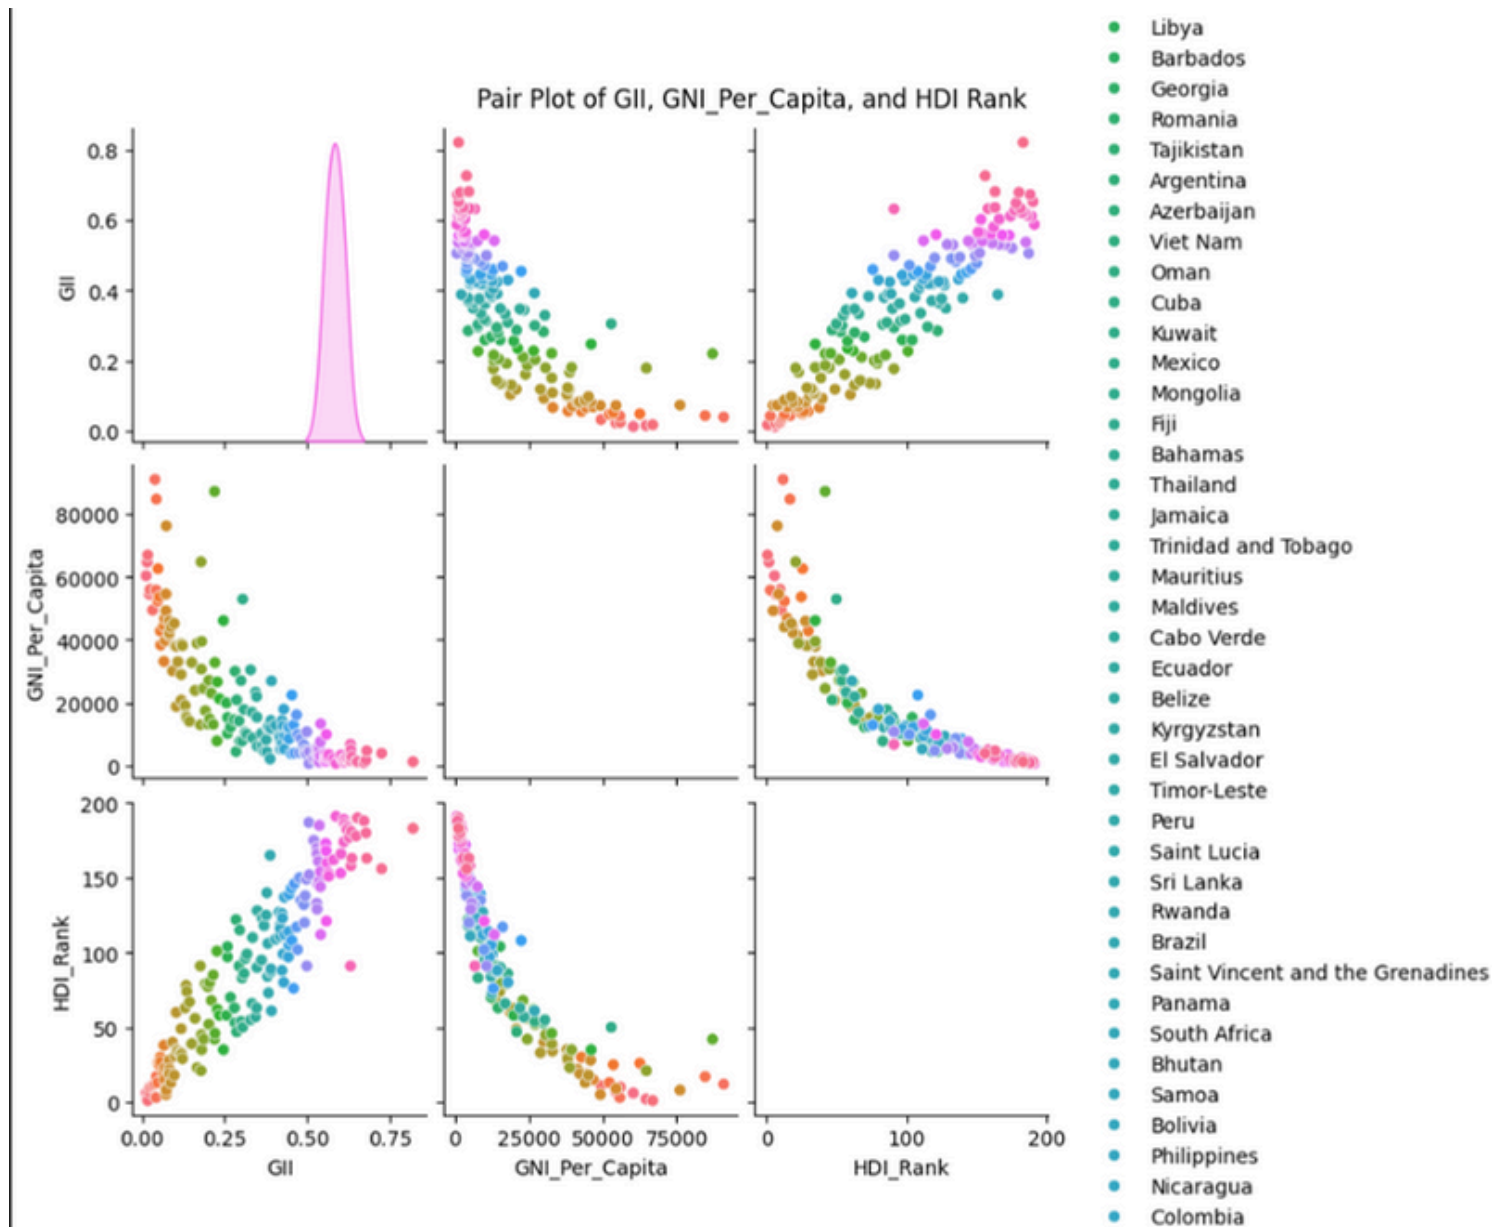 Pair Plot of GII, GNI_Per_Capita, and HDI Rank
0.8
0.6
0.4
0.2
0.0
GII
80000
60000
40000
20000
0
GNI_Per_Capita
200
150
100
50
0
HDI_Rank
0.00 0.25 0.50 0.75
GII
0 25000 50000 75000
GNI_Per_Capita
0 100 200
HDI_Rank
Libya
Barbados
Georgia
Romania
Tajikistan
Argentina
Azerbaijan
Viet Nam
Oman
Cuba
Kuwait
Mexico
Mongolia
Fiji
Bahamas
Thailand
Jamaica
Trinidad and Tobago
Mauritius
Maldives
Cabo Verde
Ecuador
Belize
Kyrgyzstan
El Salvador
Timor-Leste
Peru
Saint Lucia
Sri Lanka
Rwanda
Brazil
Saint Vincent and the Grenadines
Panama
South Africa
Bhutan
Samoa
Bolivia
Philippines
Nicaragua
Colombia